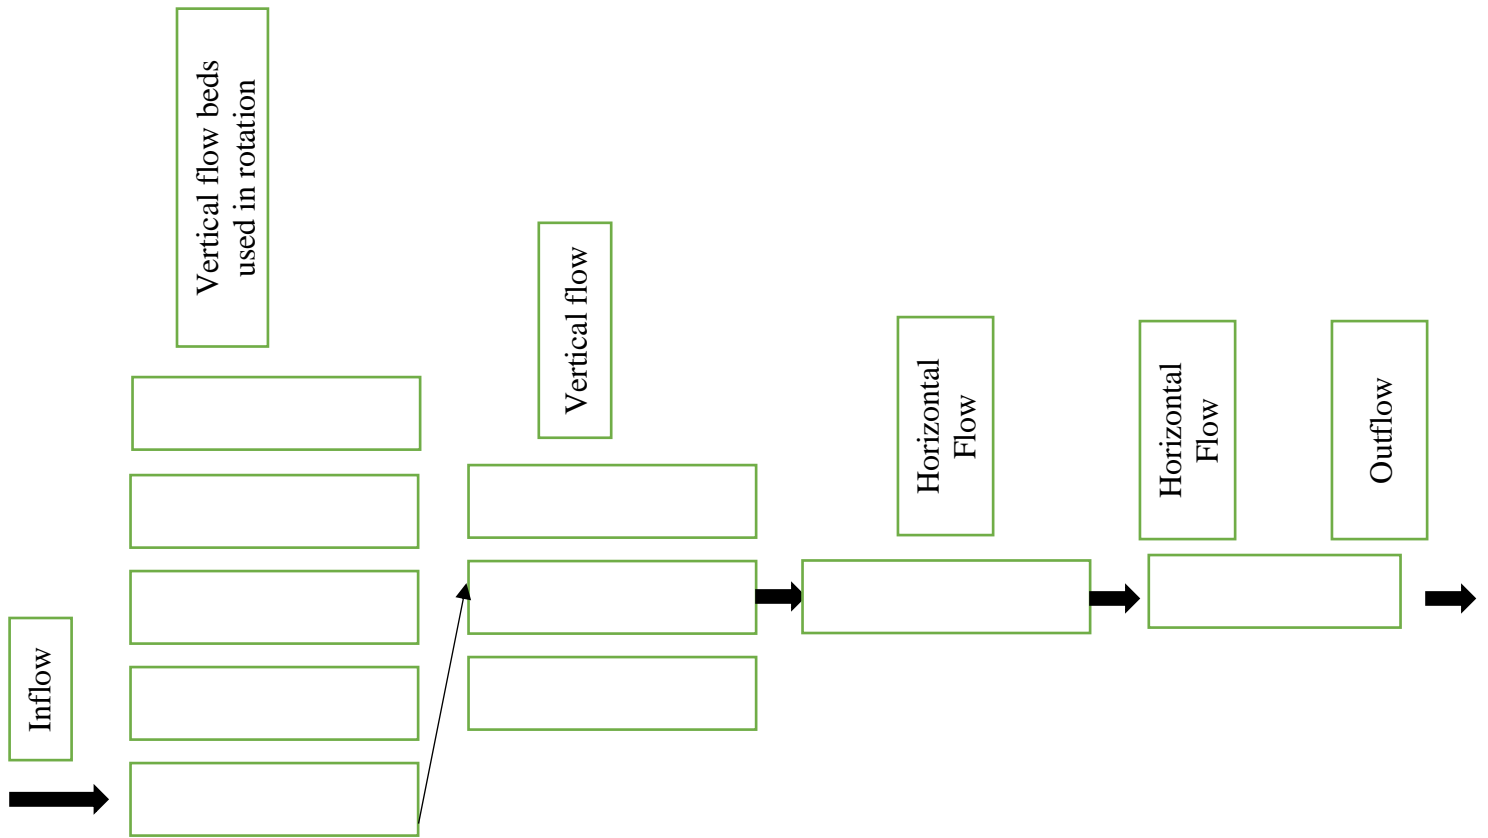 Inflow
Vertical flow beds
used in rotation
Vertical flow
Horizontal
Flow
Horizontal
Flow
Outflow